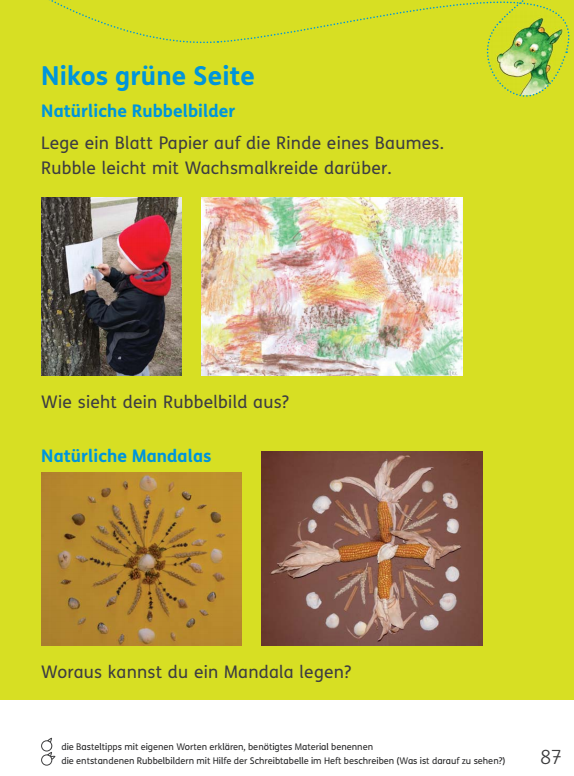 Nikos grüne Seite
Natürliche Rubbelbilder
Lege ein Blatt Papier auf die Rinde eines Baumes.
Rubble leicht mit Wachsmalkreide darüber.
Wie sieht dein Rubbelbild aus?
Natürliche Mandalas
Woraus kannst du ein Mandala legen?
die Basteltipps mit eigenen Worten erklären, benötigtes Material benennen
die entstandenen Rubbelbildern mit Hilfe der Schreibtabelle im Heft beschreiben (Was ist darauf zu sehen?)
87